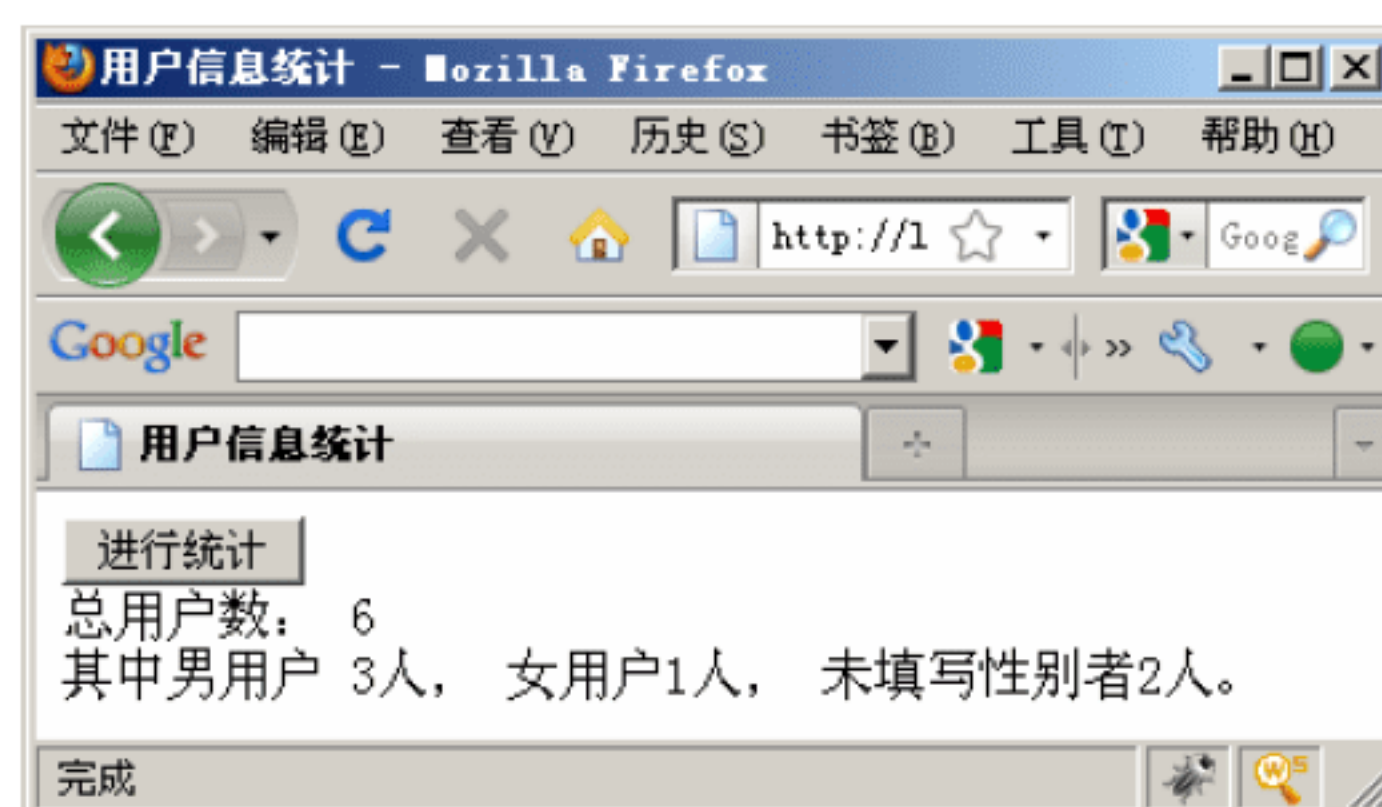 用户信息统计 - Mozilla Firefox
文件(F) 编辑(E) 查看(V) 历史(S) 书签(B) 工具(T) 帮助(H)
http://l Goog
Google
用户信息统计
进行统计
总用户数: 6
其中男用户 3人, 女用户1人, 未填写性别者2人。
完成